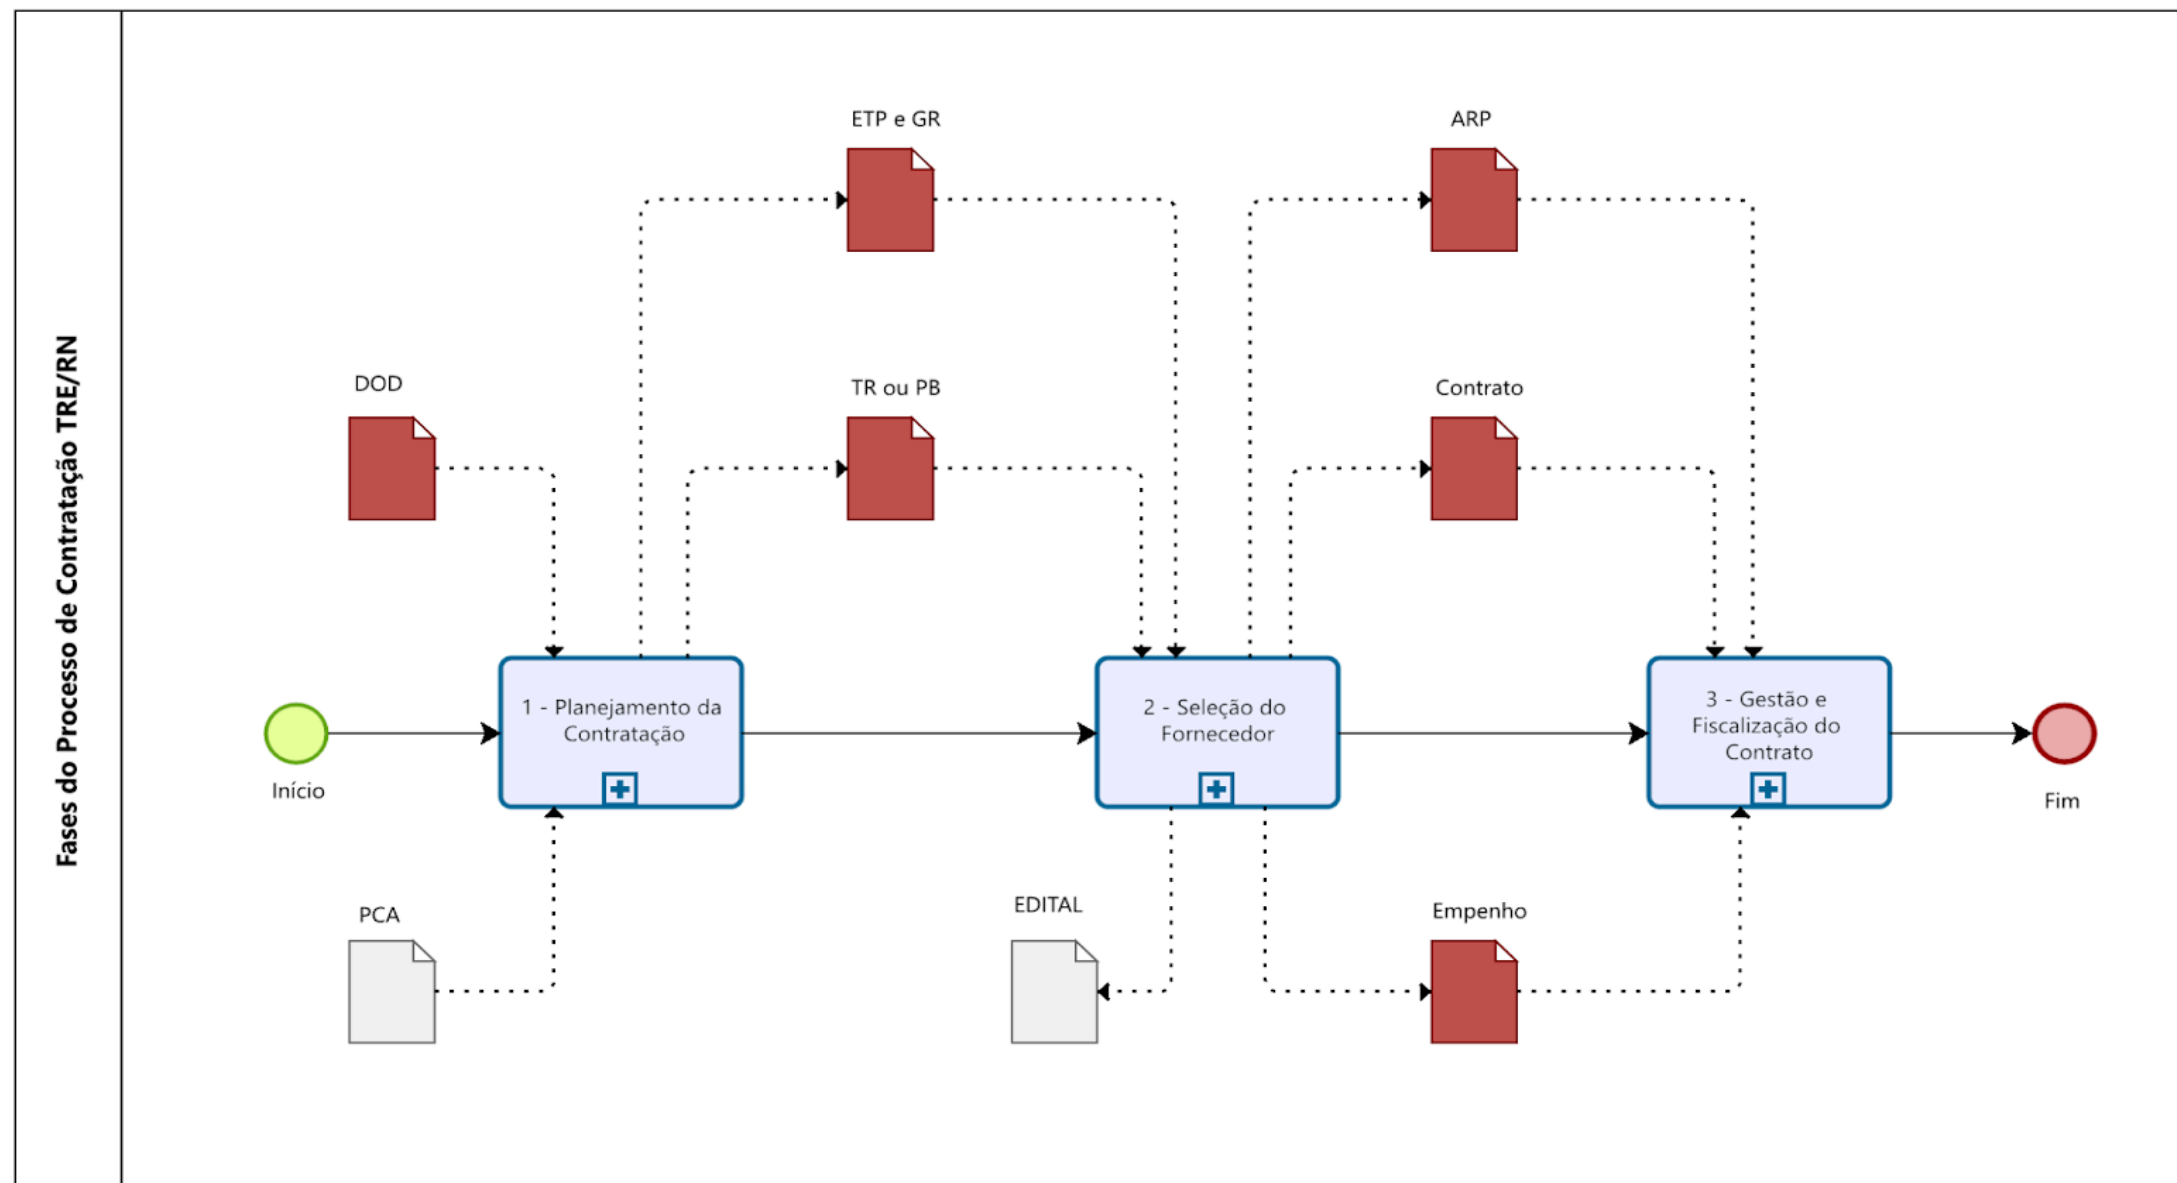 Fases do Processo de Contratação TRE/RN
ETP e GR
ARP
DOD
TR ou PB
Contrato
Início
1 - Planejamento da
Contratação
2 - Seleção do
Fornecedor
3 - Gestão e
Fiscalização do
Contrato
Fim
PCA
EDITAL
Empenho